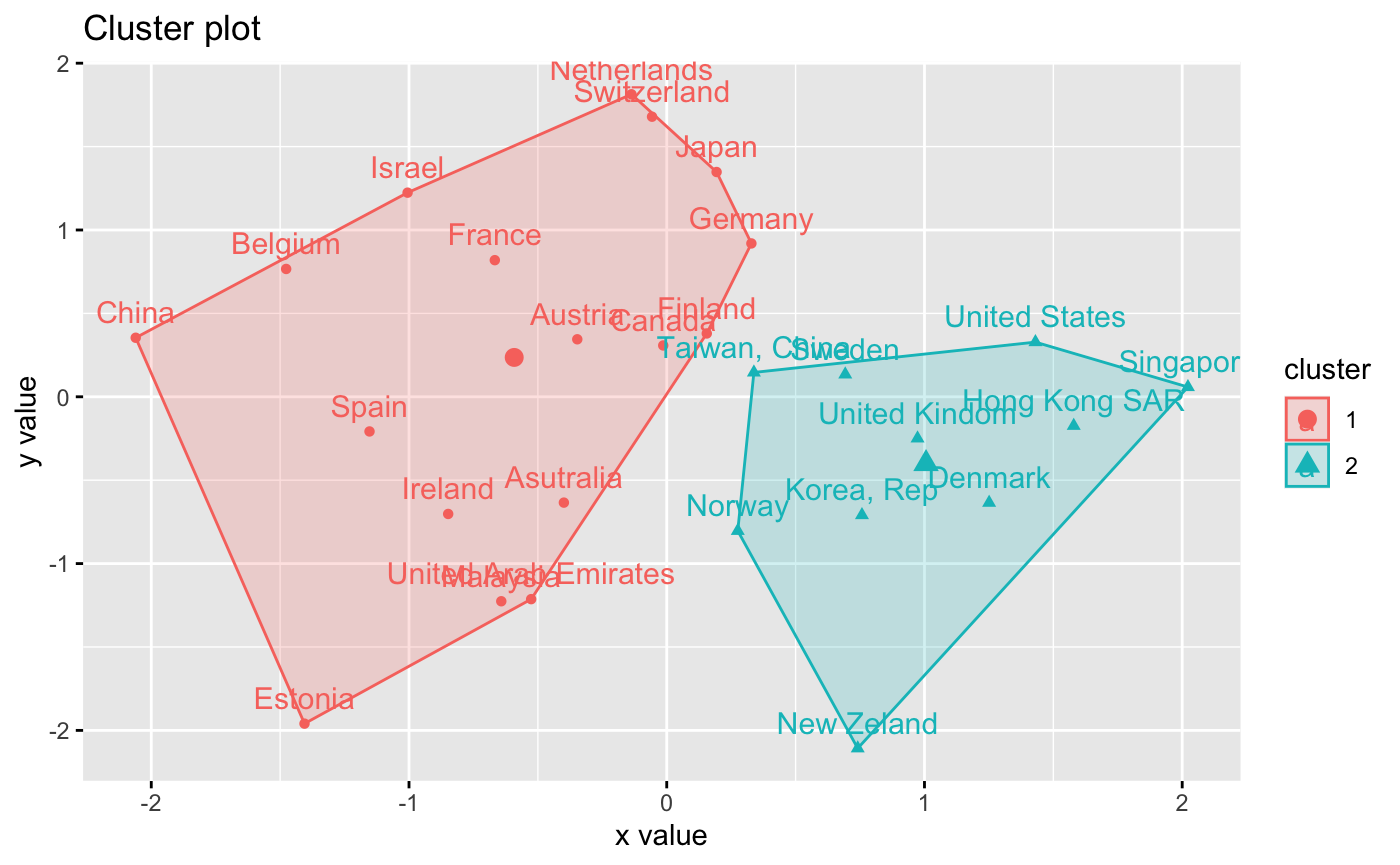 Cluster plot
Netherlands
Switzerland
Japan
Israel
Germany
France
Belgium
China
Austria
Canada
Finland
Taiwan, China
Sweden
United States
Singapor
Hong Kong SAR
United Kindom
Spain
Ireland
Asutralia
Denmark
Korea, Rep
Norway
United Arab Emirates
Malaysia
Estonia
New Zeland
2
1
0
-1
-2
y value
-2
-1
0
1
2
x value
cluster
a 1
a 2